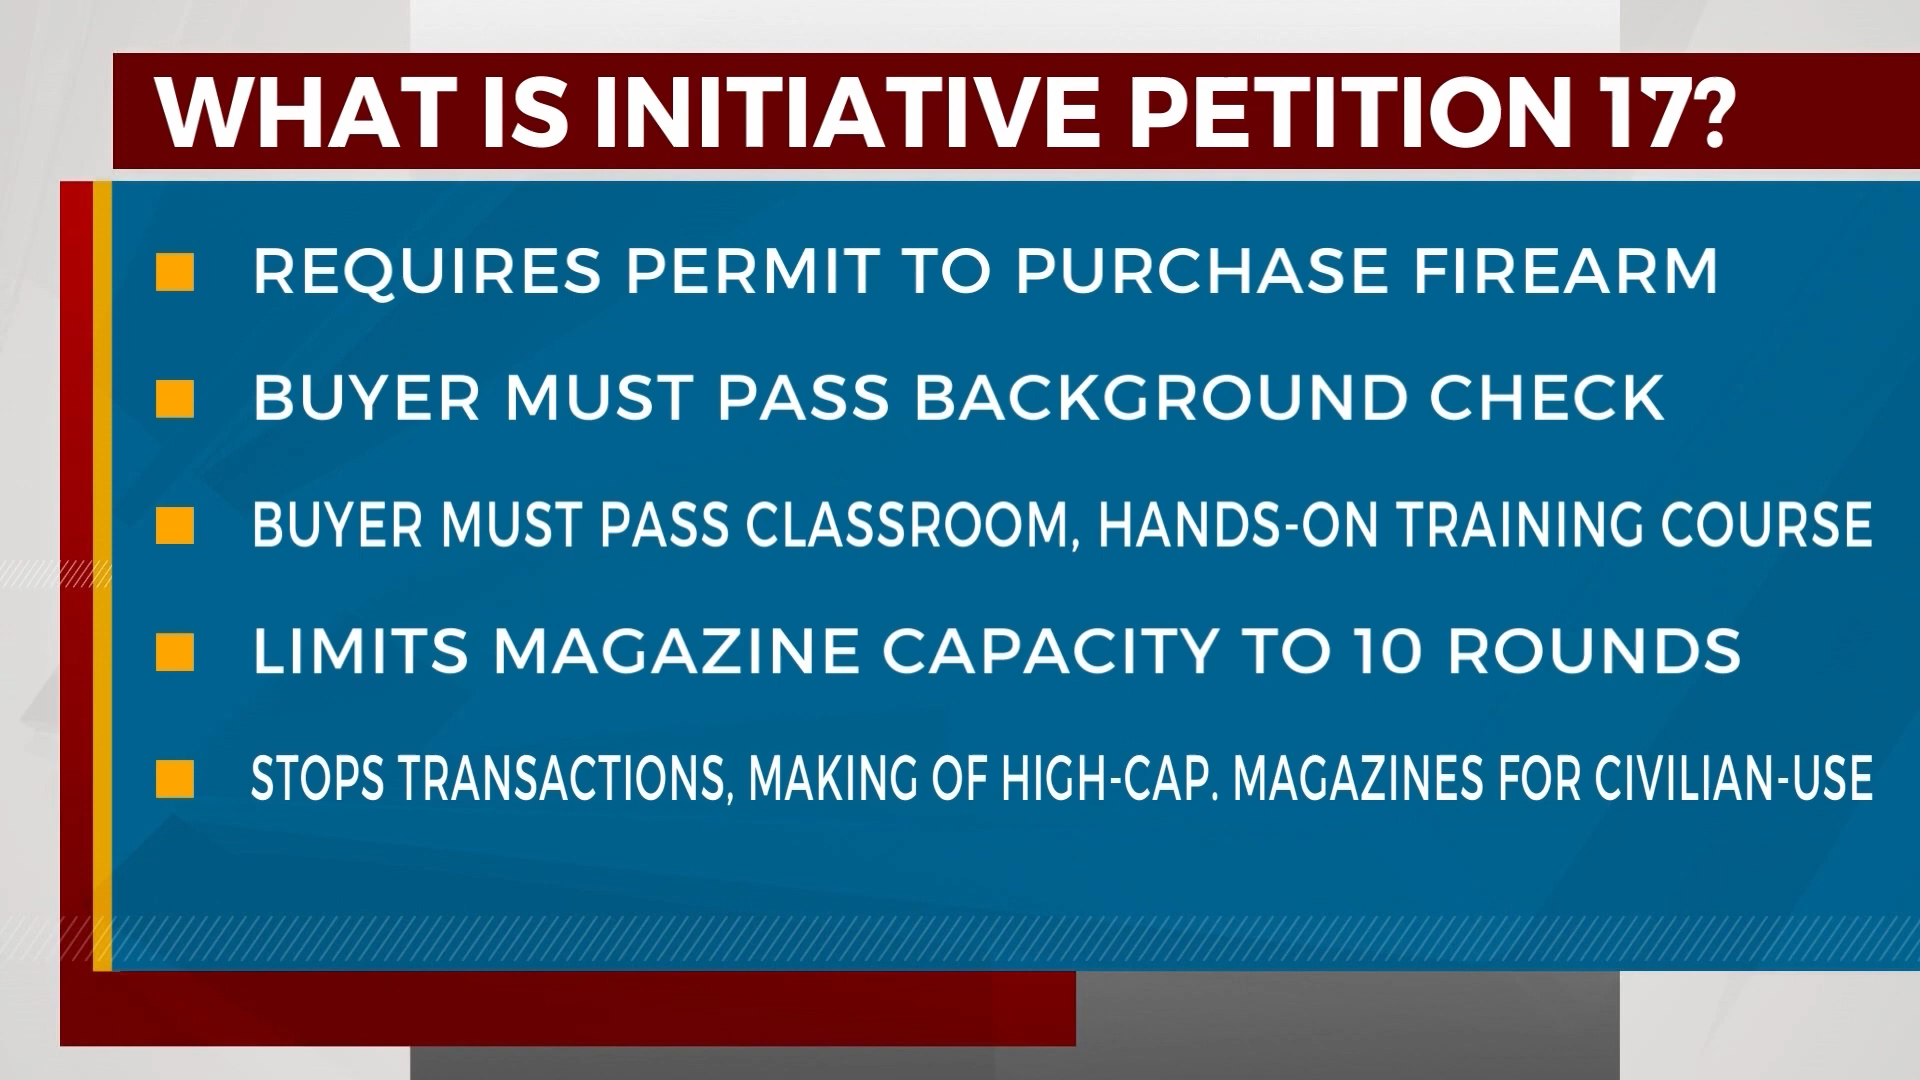 WHAT IS INITIATIVE PETITION 17?
REQUIRES PERMIT TO PURCHASE FIREARM
BUYER MUST PASS BACKGROUND CHECK
BUYER MUST PASS CLASSROOM, HANDS-ON TRAINING COURSE
LIMITS MAGAZINE CAPACITY TO 10 ROUNDS
STOPS TRANSACTIONS, MAKING OF HIGH-CAP. MAGAZINES FOR CIVILIAN-USE